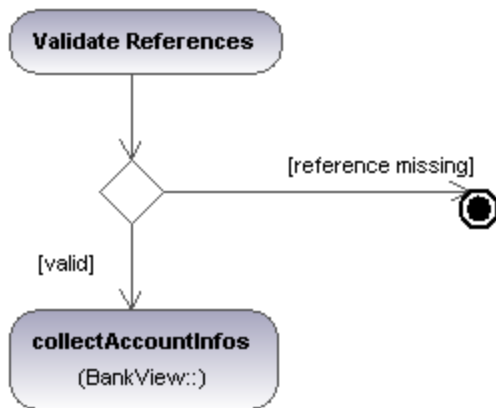 Validate References
[reference missing]
[valid]
collectAccountInfos
(BankView::)